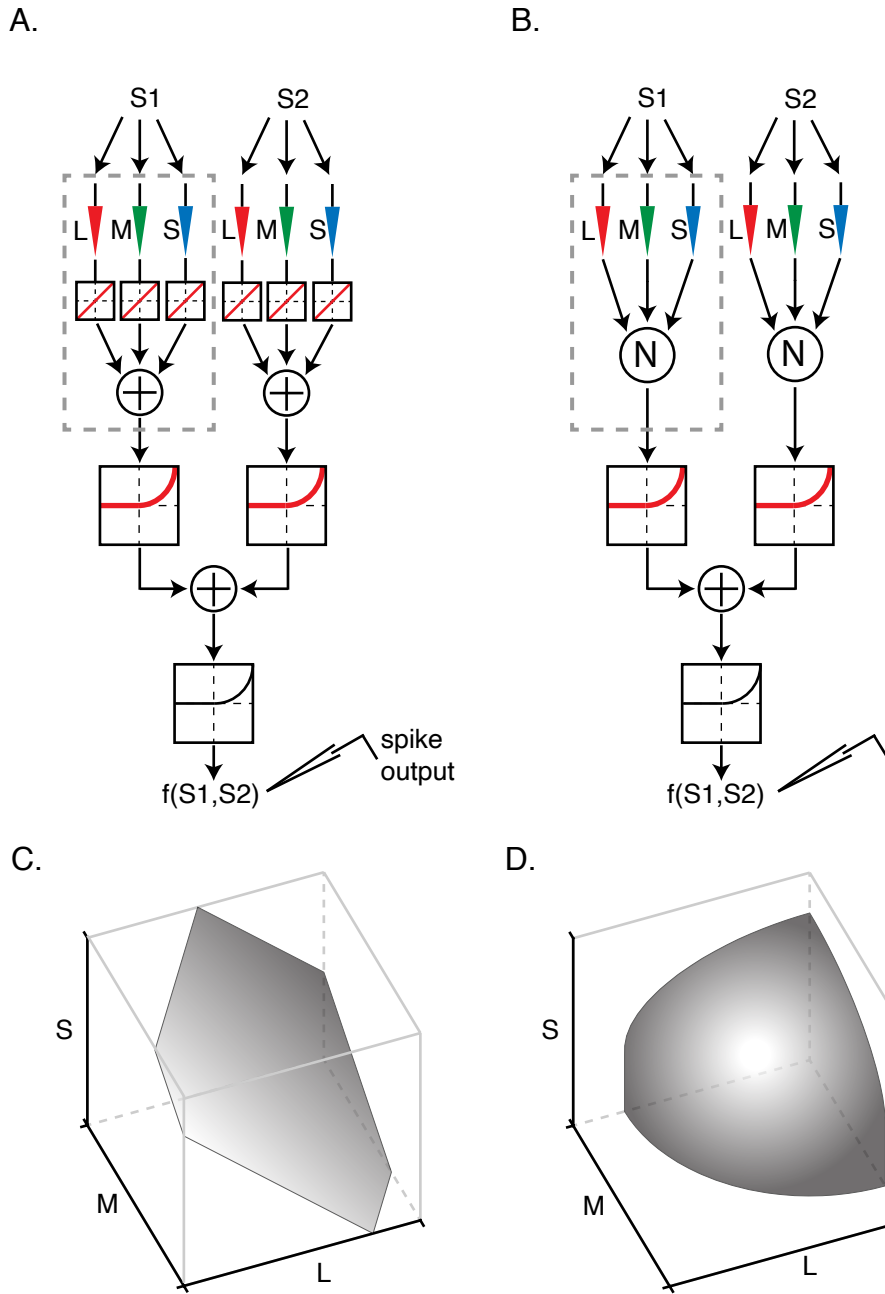 A.
B.
S1 S2
S1 S2
L M S L M S
L M S L M S
N N
spike
output
f(S1,S2)
f(S1,S2)
C.
D.
S
M
L
S
M
L